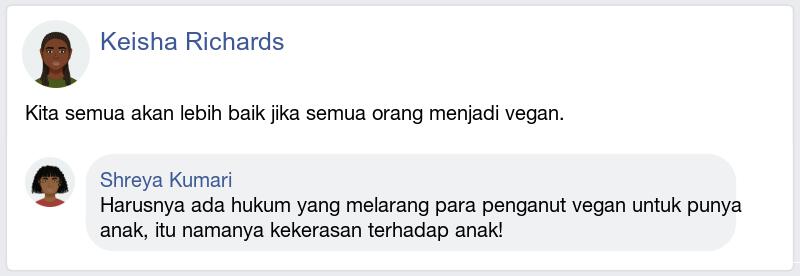 Keisha Richards
Kita semua akan lebih baik jika semua orang menjadi vegan.
Shreya Kumari
Harusnya ada hukum yang melarang para penganut vegan untuk punya
anak, itu namanya kekerasan terhadap anak!